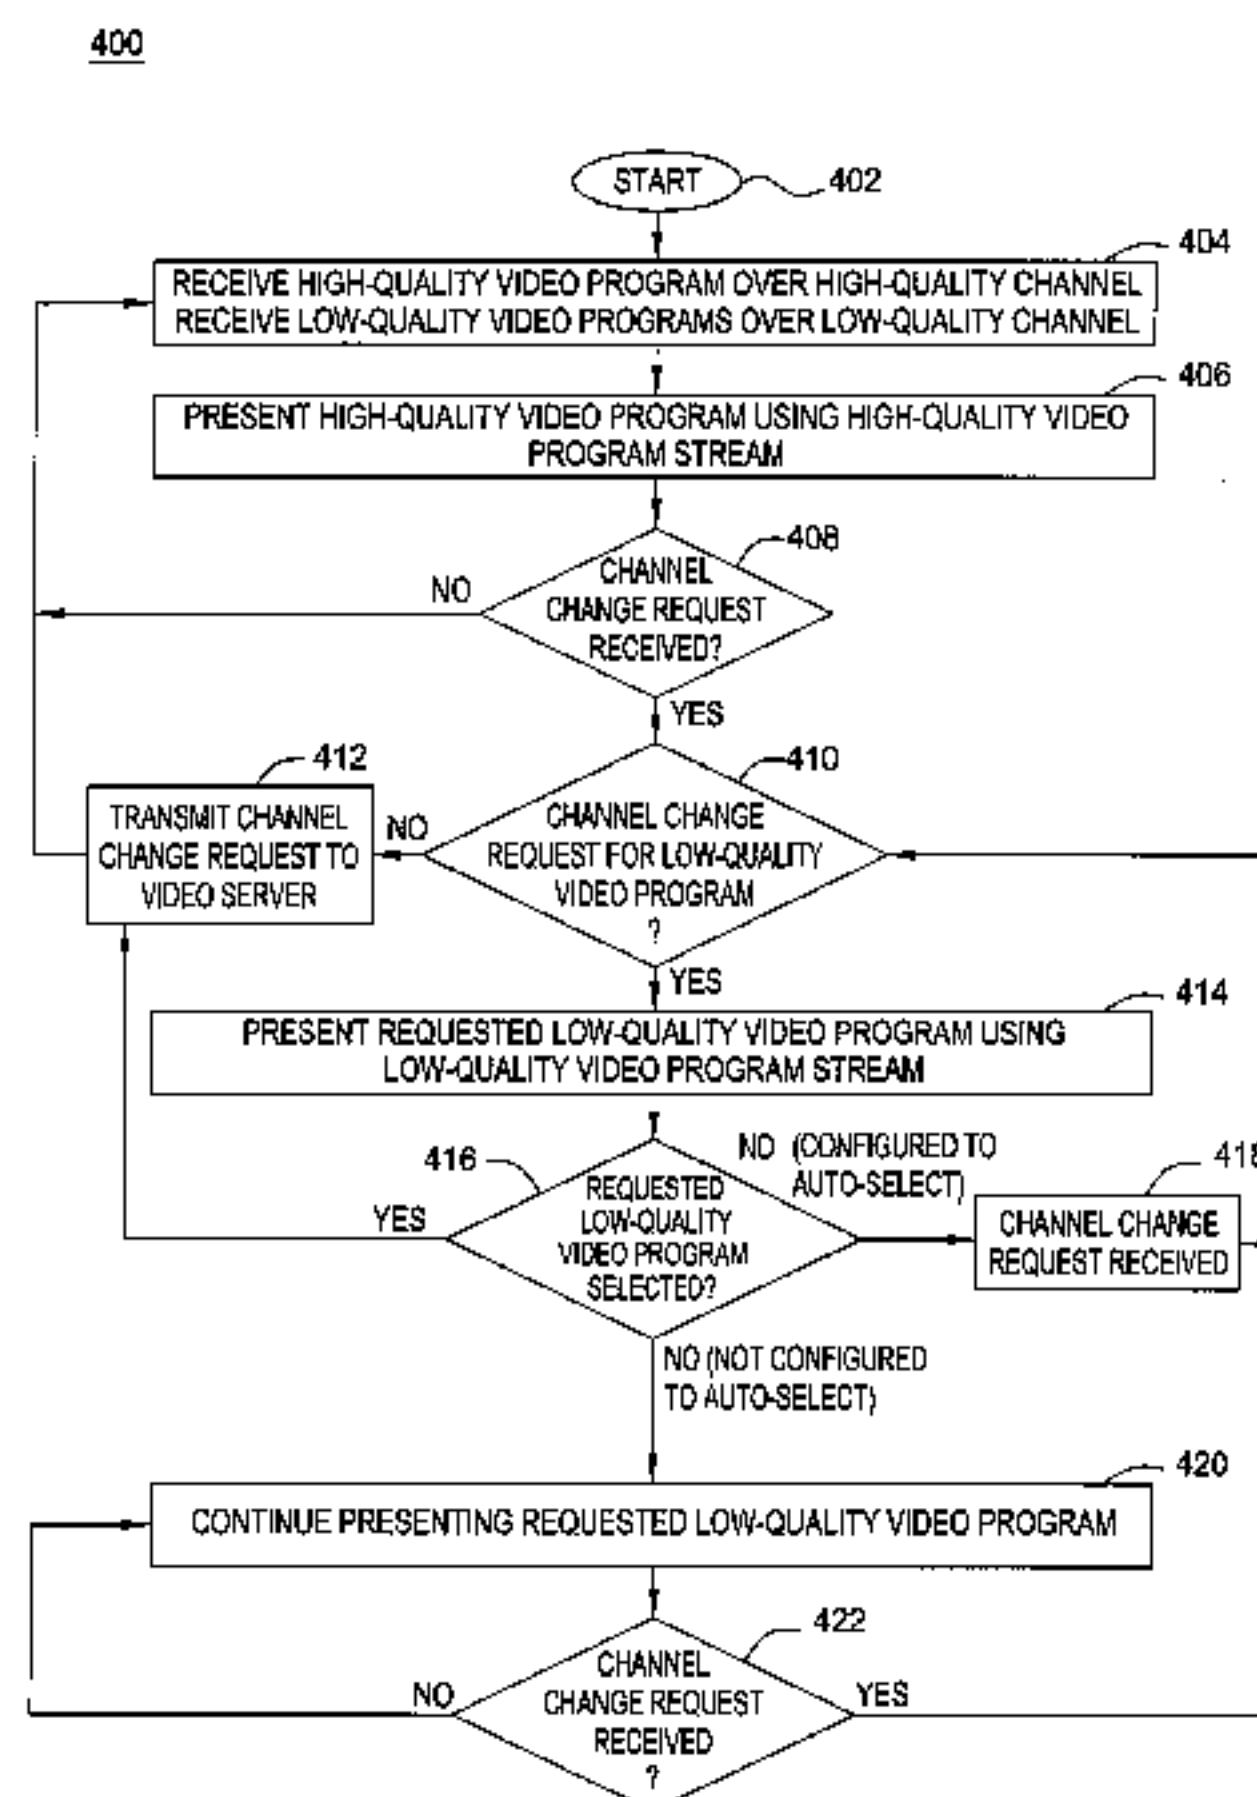 400
START
402
404
RECEIVE HIGH-QUALITY VIDEO PROGRAM OVER HIGH-QUALITY CHANNEL
RECEIVE LOW-QUALITY VIDEO PROGRAMS OVER LOW-QUALITY CHANNEL
406
PRESENT HIGH-QUALITY VIDEO PROGRAM USING HIGH-QUALITY VIDEO
PROGRAM STREAM
408
CHANNEL
CHANGE REQUEST
RECEIVED?
NO
YES
412
410
TRANSMIT CHANNEL
CHANGE REQUEST TO
VIDEO SERVER
NO
CHANNEL CHANGE
REQUEST FOR LOW-QUALITY
VIDEO PROGRAM
?
YES
414
PRESENT REQUESTED LOW-QUALITY VIDEO PROGRAM USING
LOW-QUALITY VIDEO PROGRAM STREAM
416
NO (CONFIGURED TO
AUTO-SELECT)
418
YES
REQUESTED
LOW-QUALITY
VIDEO PROGRAM
SELECTED?
CHANNEL CHANGE
REQUEST RECEIVED
NO (NOT CONFIGURED
TO AUTO-SELECT)
420
CONTINUE PRESENTING REQUESTED LOW-QUALITY VIDEO PROGRAM
422
NO
CHANNEL
CHANGE REQUEST
RECEIVED
?
YES